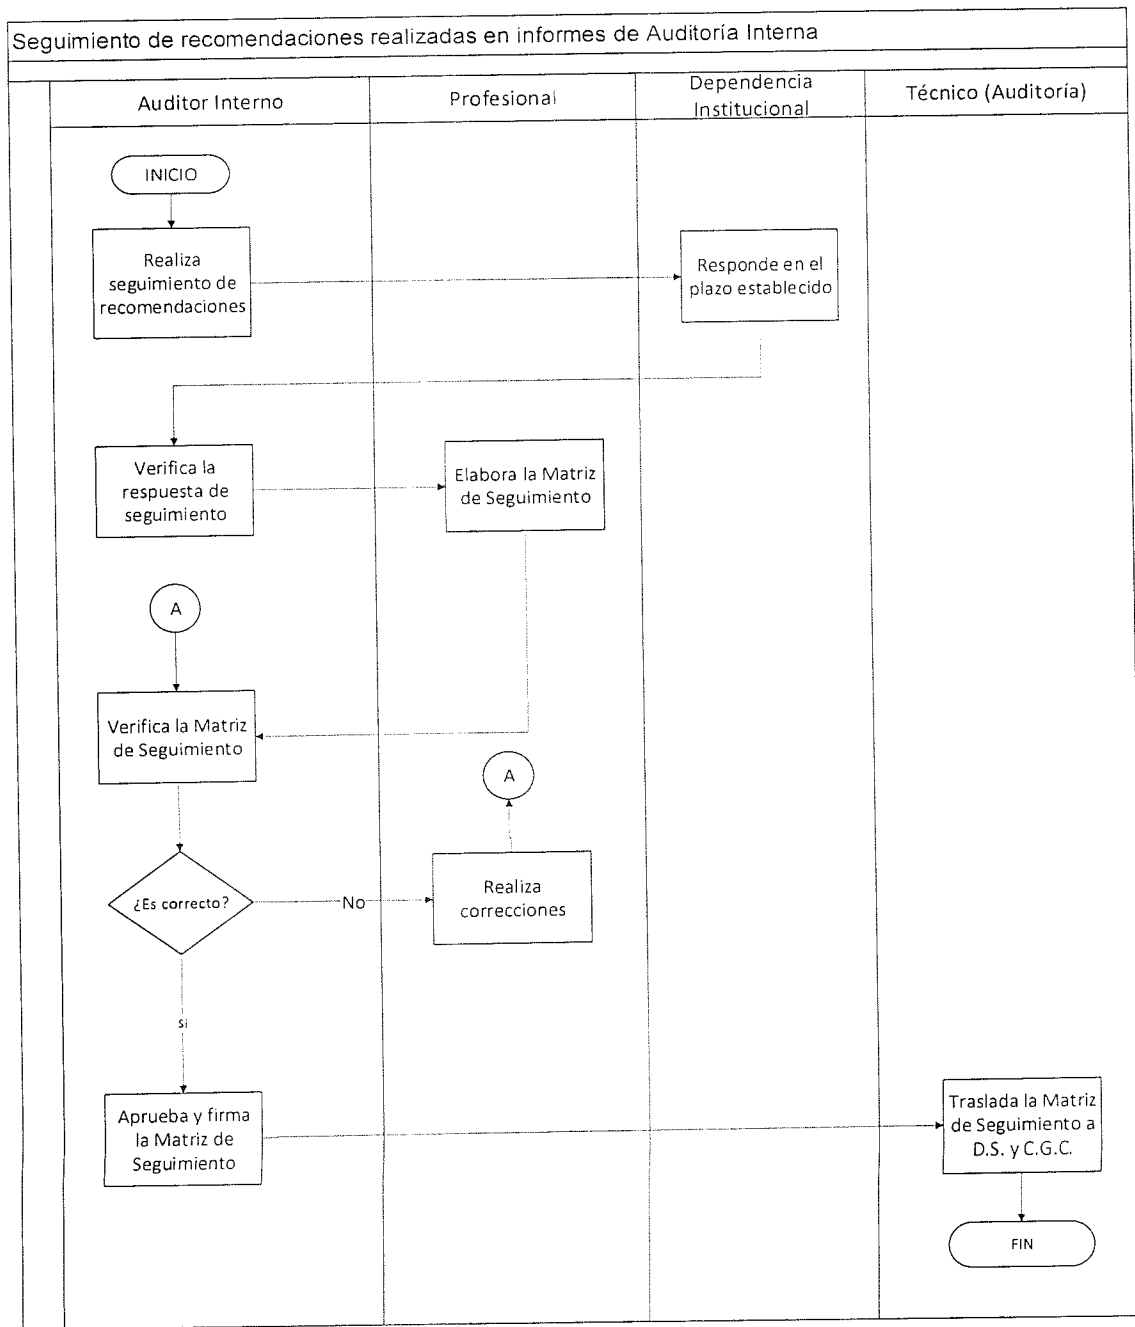 Seguimiento de recomendaciones realizadas en informes de Auditoría Interna
Auditor Interno
Profesional
Dependencia
Institucional
Técnico (Auditoría)
INICIO
Realiza
seguimiento de
recomendaciones
Responde en el
plazo establecido
Verifica la
respuesta de
seguimiento
Elabora la Matriz
de Seguimiento
A
Verifica la Matriz
de Seguimiento
A
¿Es correcto?
No
Realiza
correcciones
si
Aprueba y firma
la Matriz de
Seguimiento
Traslada la Matriz
de Seguimiento a
D.S. y C.G.C.
FIN